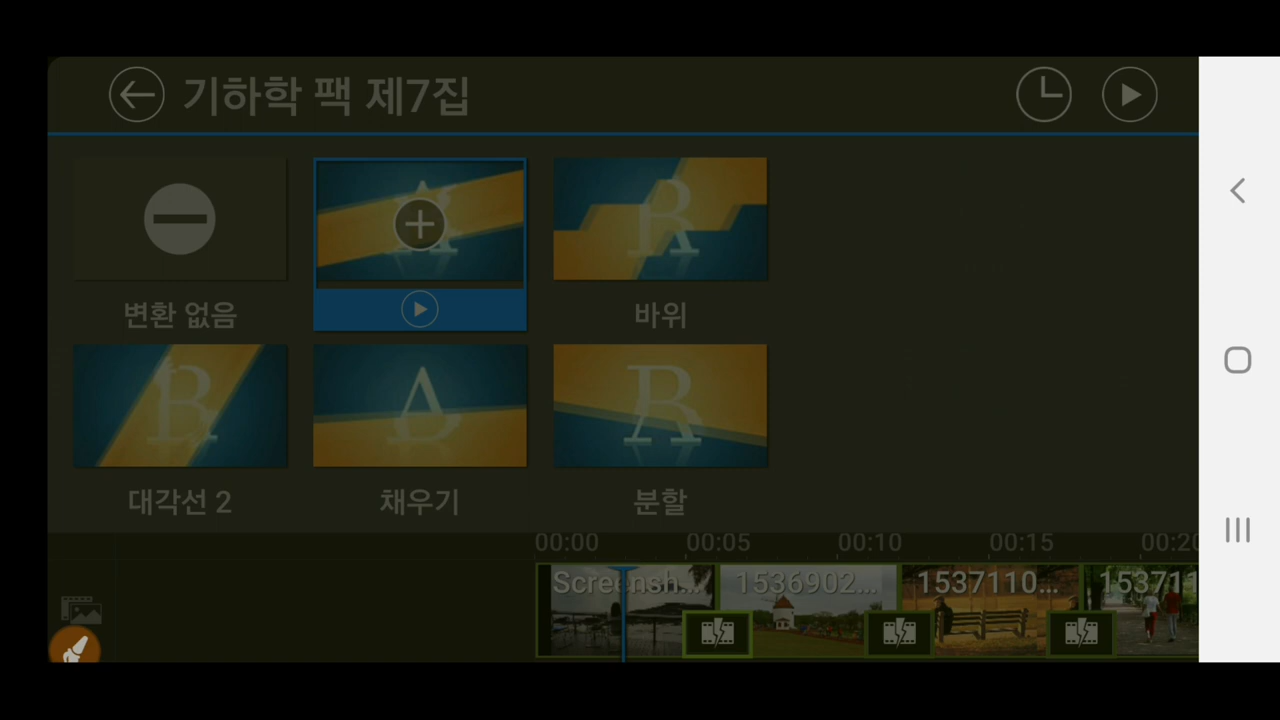 기하학 팩 제7집
변환 없음
바위
대각선 2
채우기
분할
00:00 00:05 00:10 00:15 00:20
Screensh... 1536902... 1537110... 153711